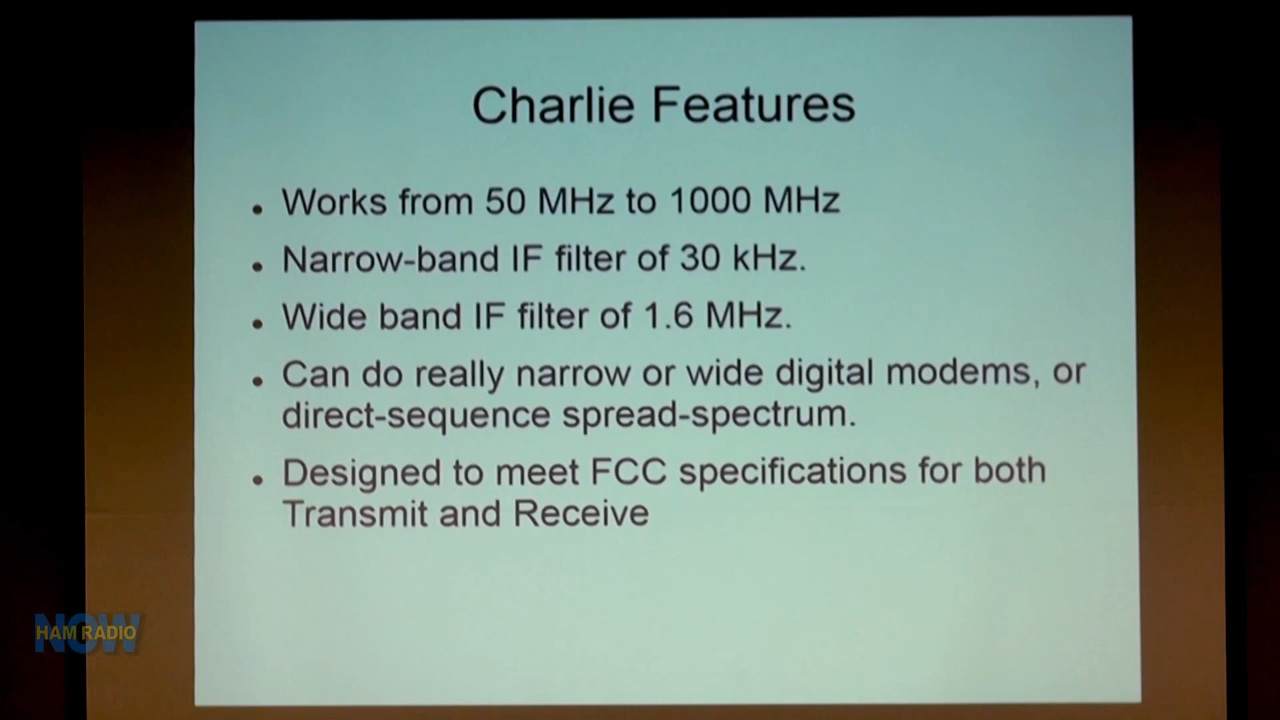 Charlie Features
• Works from 50 MHz to 1000 MHz
• Narrow-band IF filter of 30 kHz.
• Wide band IF filter of 1.6 MHz.
• Can do really narrow or wide digital modems, or
direct-sequence spread-spectrum.
• Designed to meet FCC specifications for both
Transmit and Receive
NOW
HAM RADIO